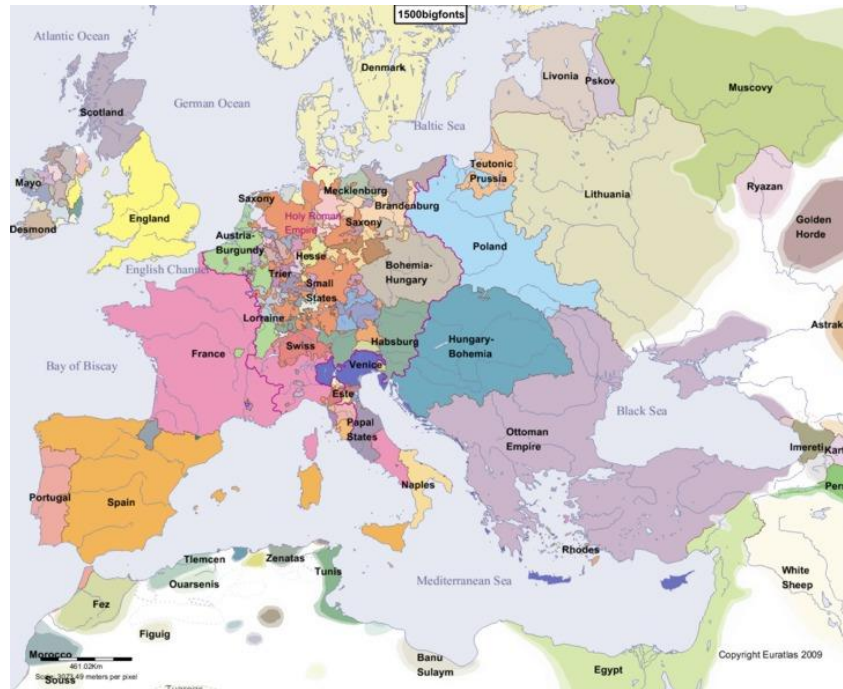 1500bigfonts
Atlantic Ocean
Denmark
Livonia
Pskov
Muscovy
Scotland
German Ocean
Baltic Sea
Teutonic
Prussia
Mayo
Saxony
Mecklenburg
Lithuania
Ryazan
Desmond
England
Holy Roman
Empire
Saxony
Brandenburg
Golden
Horde
Austria-
Burgundy
Hesse
Poland
English Channel
Trier
Bohemia-
Hungary
Small
States
Lorraine
Astrak
France
Swiss
Habsburg
Hungary-
Bohemia
Bay of Biscay
Venice
Este
Black Sea
Papal
States
Ottoman
Empire
Imereti
Kart
Portugal
Spain
Naples
Pers
Rhodes
Tlemcen
Zenatas
Ouarsenis
Tunis
Mediterranean Sea
White
Sheep
Fez
Figuig
Morocco
Banu
Sulaym
Copyright Euratlas 2009
461.02Km
Egypt
Souss